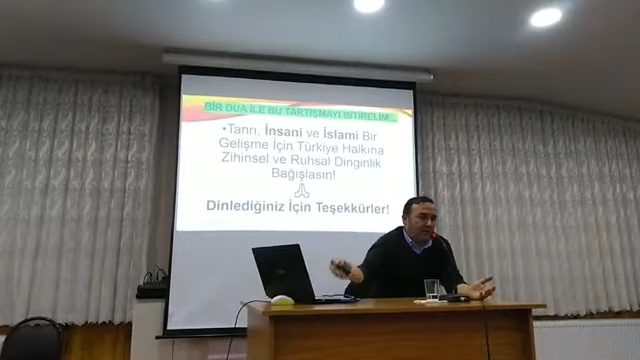 BİR DUA İLE BU TARTIŞMAYI BİTİRELİM...
•Tanrı, İnsani ve İslami Bir
Gelişme İçin Türkiye Halkına
Zihinsel ve Ruhsal Dinginlik
Bağışlasın!
Dinlediğiniz İçin Teşekkürler!